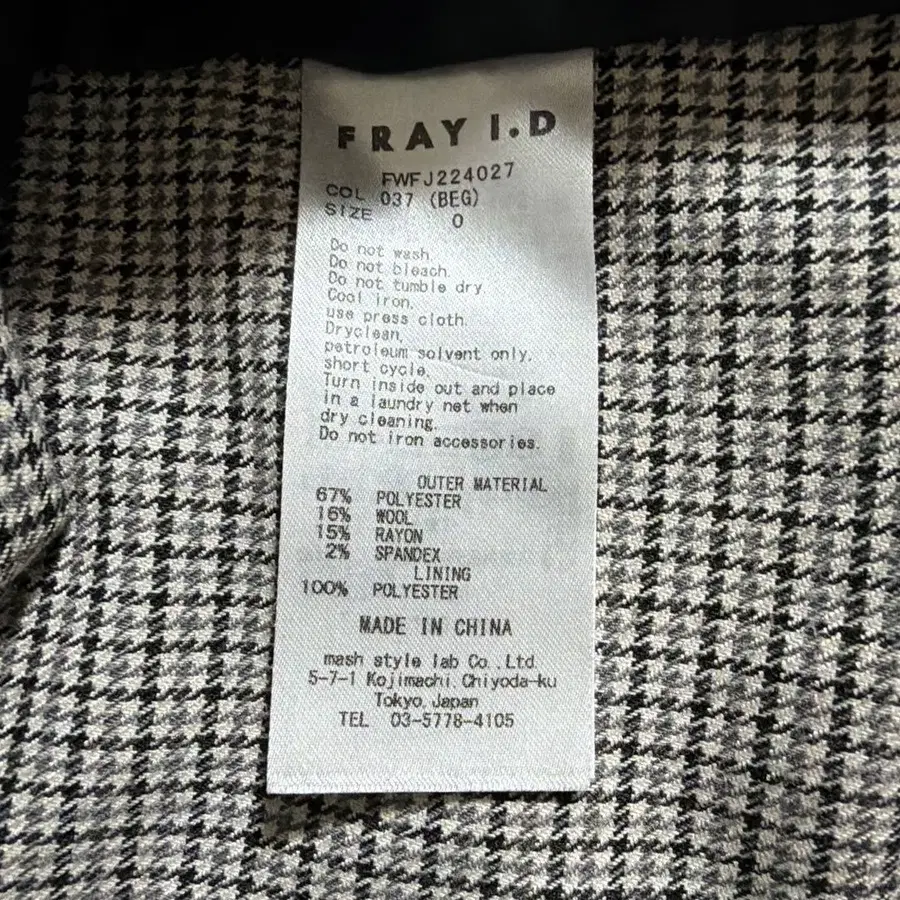 FRAY I.D
FWFJ224027
COL 037 (BEG)
SIZE 0
Do not wash.
Do not bleach.
Do not tumble dry.
Cool iron,
use press cloth.
Dryclean,
petroleum solvent only,
short cycle.
Turn inside out and place
in a laundry net when
dry cleaning.
Do not iron accessories.
OUTER MATERIAL
67% POLYESTER
16% WOOL
15% RAYON
2% SPANDEX
LINING
100% POLYESTER
MADE IN CHINA
mash style lab Co.,Ltd.
5-7-1 Kojimachi,Chiyoda-ku
Tokyo,Japan
TEL 03-5778-4105